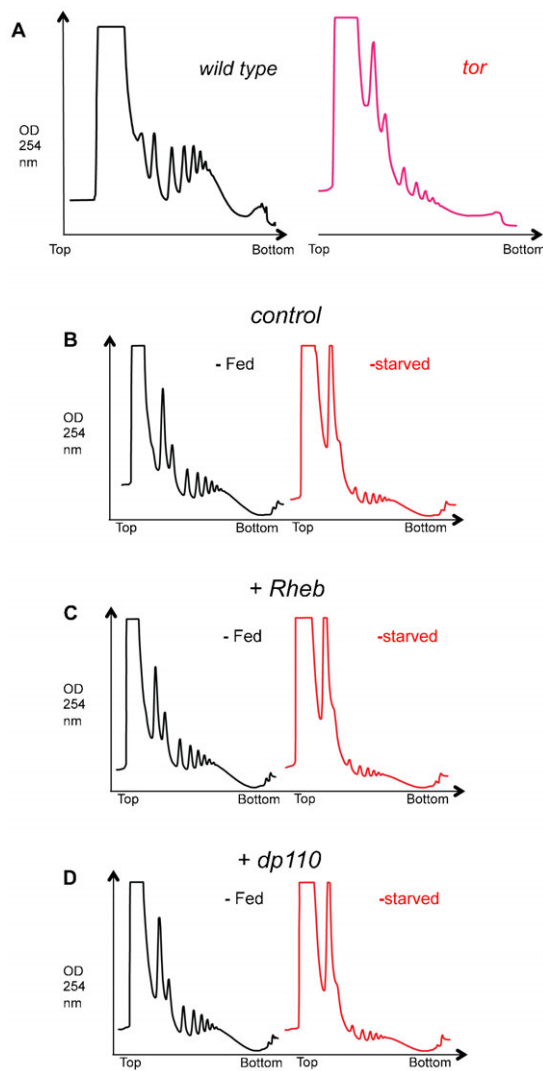 A
wild type
tor
OD
254
nm
Top
Bottom
Top
Bottom
control
B
- Fed
-starved
OD
254
nm
Top
Bottom
Top
Bottom
+ Rheb
C
- Fed
-starved
OD
254
nm
Top
Bottom
Top
Bottom
+ dp110
D
- Fed
-starved
OD
254
nm
Top
Bottom
Top
Bottom